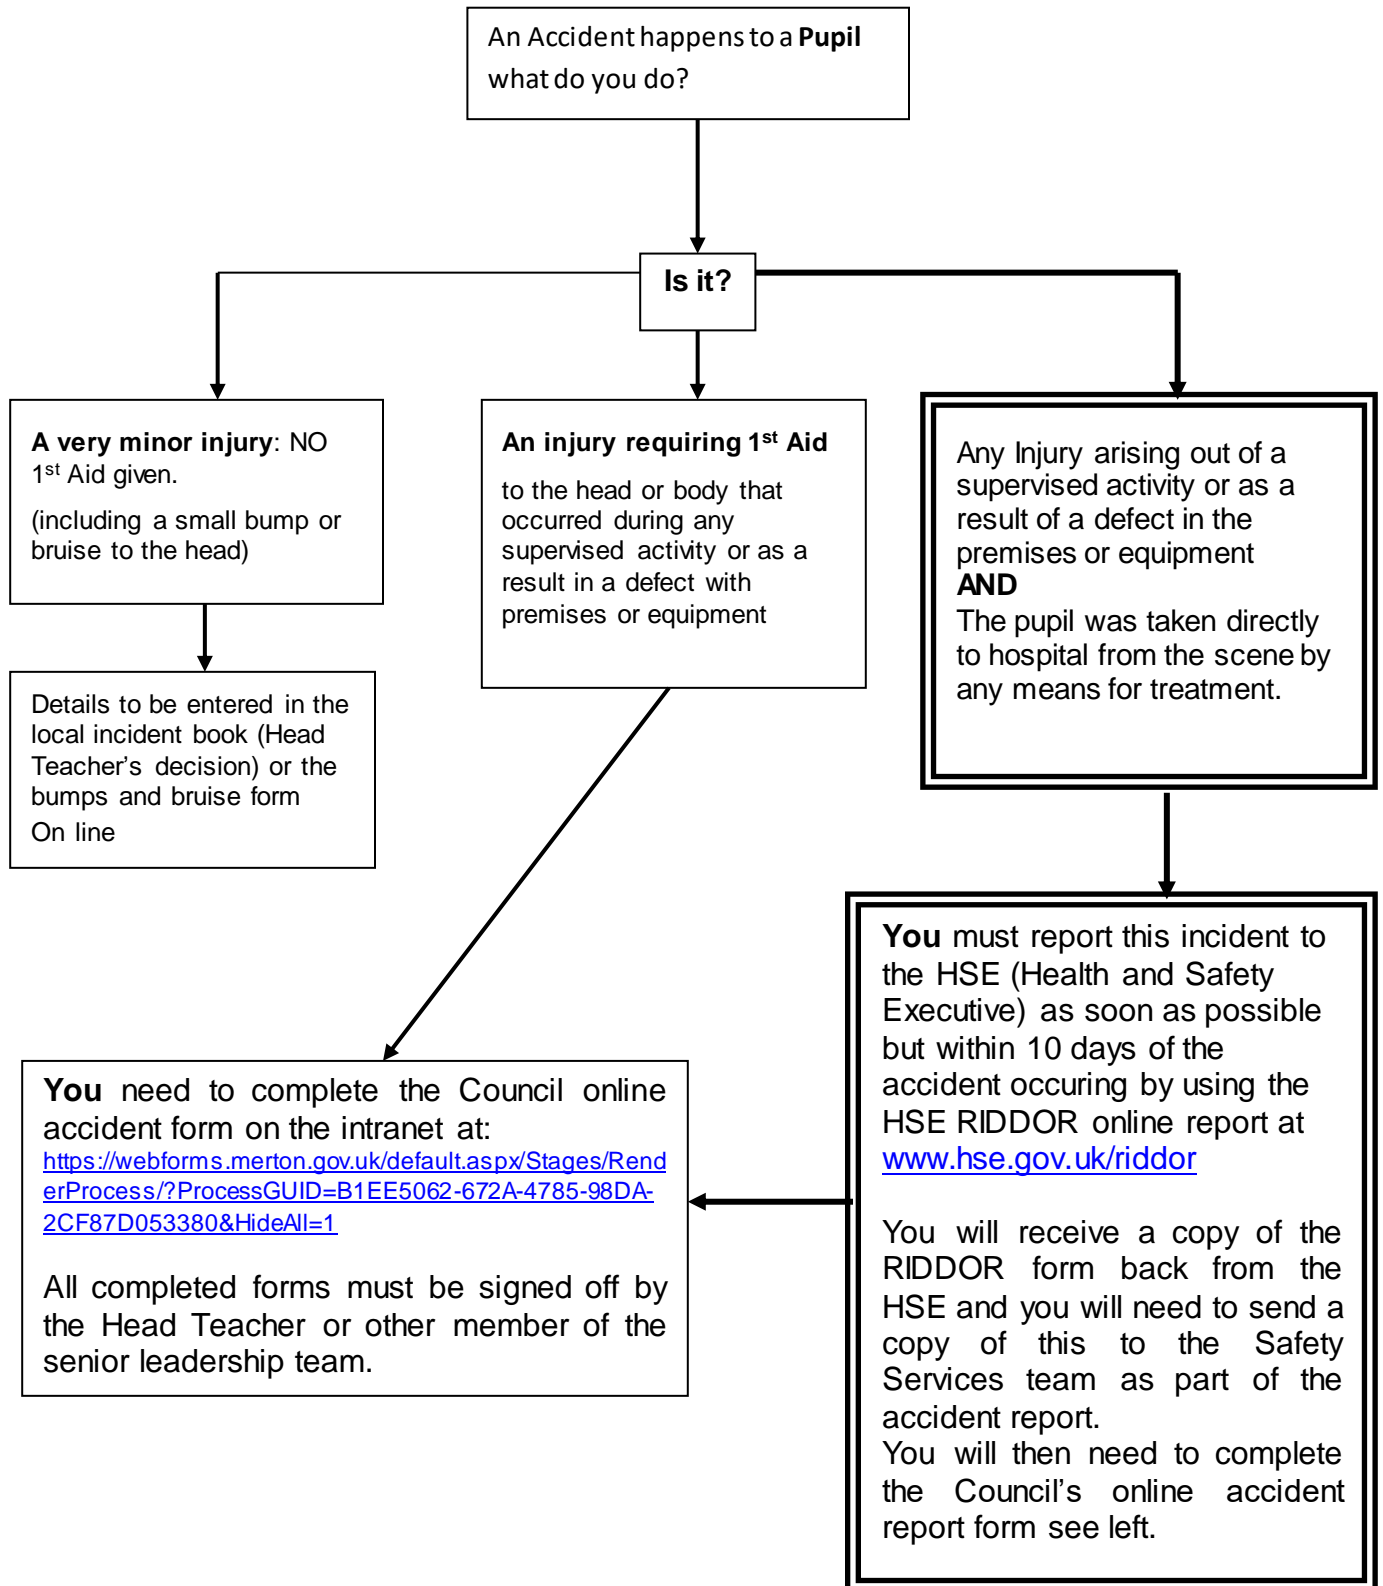 An Accident happens to a Pupil
what do you do?
Is it?
A very minor injury: NO
1st Aid given.
(including a small bump or
bruise to the head)
An injury requiring 1st Aid
to the head or body that
occurred during any
supervised activity or as a
result in a defect with
premises or equipment
Any Injury arising out of a
supervised activity or as a
result of a defect in the
premises or equipment
AND
The pupil was taken directly
to hospital from the scene by
any means for treatment.
Details to be entered in the
local incident book (Head
Teacher’s decision) or the
bumps and bruise form
On line
You must report this incident to
the HSE (Health and Safety
Executive) as soon as possible
but within 10 days of the
accident occuring by using the
HSE RIDDOR online report at
www.hse.gov.uk/riddor
You will receive a copy of the
RIDDOR form back from the
HSE and you will need to send a
copy of this to the Safety
Services team as part of the
accident report.
You will then need to complete
the Council’s online accident
report form see left.
You need to complete the Council online
accident form on the intranet at:
https://webforms.merton.gov.uk/default.aspx/Stages/Rend
erProcess/?ProcessGUID=B1EE5062-672A-4785-98DA-
2CF87D053380&HideAll=1
All completed forms must be signed off by
the Head Teacher or other member of the
senior leadership team.